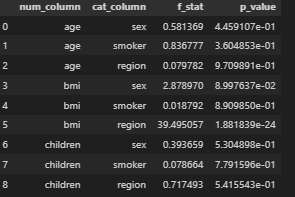 num_column cat_column f_stat p_value
0 age sex 0.581369 4.459107e-01
1 age smoker 0.836777 3.604853e-01
2 age region 0.079782 9.709891e-01
3 bmi sex 2.878970 8.997637e-02
4 bmi smoker 0.018792 8.909850e-01
5 bmi region 39.495057 1.881839e-24
6 children sex 0.393659 5.304898e-01
7 children smoker 0.078664 7.791596e-01
8 children region 0.717493 5.415543e-01